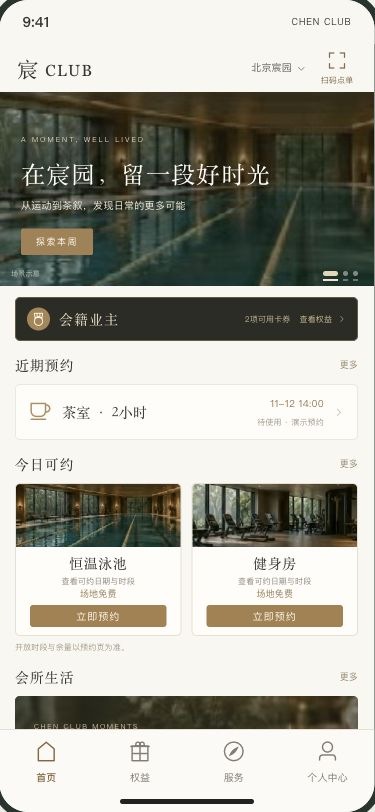 9:41
CHEN CLUB
宸 CLUB
北京宸园
扫码点单
A MOMENT, WELL LIVED
在宸园，留一段好时光
从运动到茶叙，发现日常的更多可能
探索本周
场景示意
会籍业主
2项可用卡券 查看权益
近期预约
更多
茶室 · 2小时
11–12 14:00
待使用 · 演示预约
今日可约
更多
恒温泳池
查看可约日期与时段
场地免费
立即预约
健身房
查看可约日期与时段
场地免费
立即预约
开放时段与余量以预约页为准。
会所生活
更多
CHEN CLUB MOMENTS
首页
权益
服务
个人中心